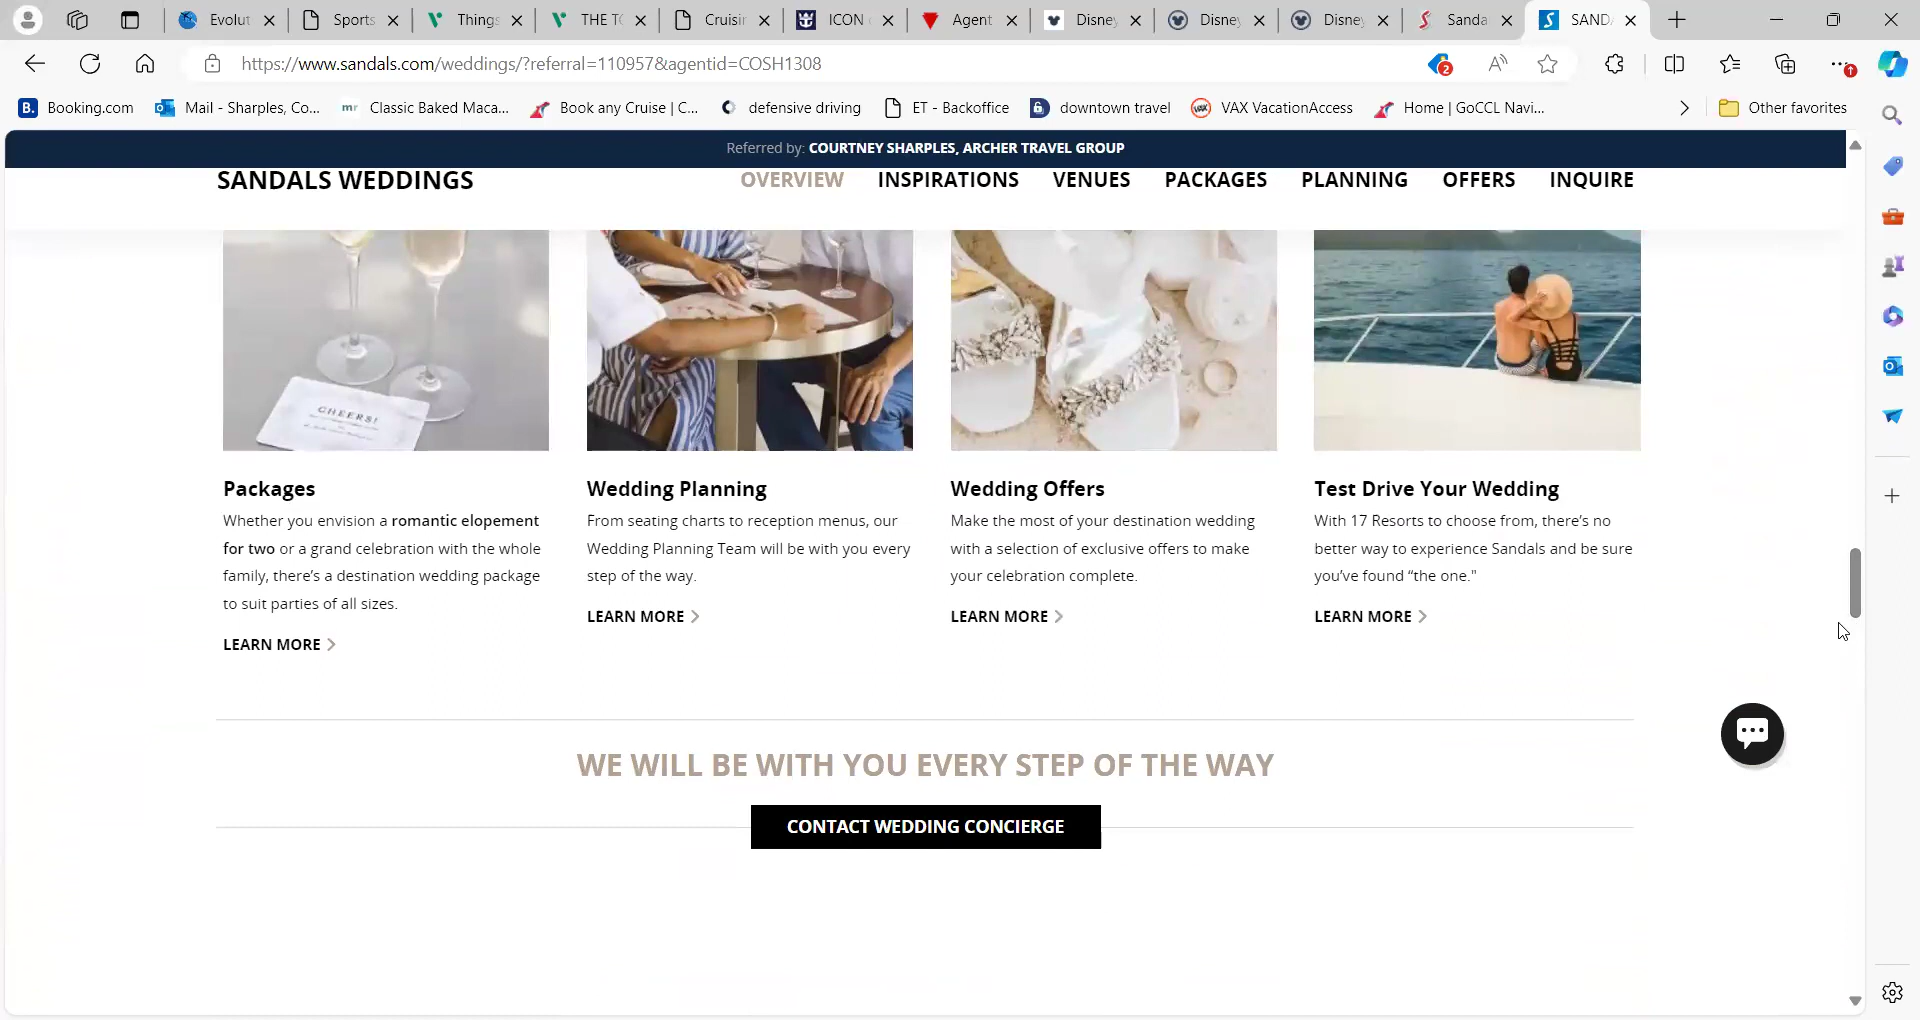 Evolut
Sports
Things
THE TO
Cruisin
ICON
Agent
Disney
Disney
Disney
Sanda
SANDA
https://www.sandals.com/weddings/?referral=110957&agentid=COSH1308
2
Booking.com
Mail - Sharples, Co...
mr
Classic Baked Maca...
Book any Cruise | C...
defensive driving
ET - Backoffice
downtown travel
VAX VacationAccess
Home | GoCCL Navi...
Other favorites
Referred by: COURTNEY SHARPLES, ARCHER TRAVEL GROUP
SANDALS WEDDINGS
OVERVIEW
INSPIRATIONS
VENUES
PACKAGES
PLANNING
OFFERS
INQUIRE
CHEERS!
Packages
Whether you envision a romantic elopement
for two or a grand celebration with the whole
family, there's a destination wedding package
to suit parties of all sizes.
LEARN MORE
Wedding Planning
From seating charts to reception menus, our
Wedding Planning Team will be with you every
step of the way.
LEARN MORE
Wedding Offers
Make the most of your destination wedding
with a selection of exclusive offers to make
your celebration complete.
LEARN MORE
Test Drive Your Wedding
With 17 Resorts to choose from, there's no
better way to experience Sandals and be sure
you've found “the one."
LEARN MORE
WE WILL BE WITH YOU EVERY STEP OF THE WAY
CONTACT WEDDING CONCIERGE